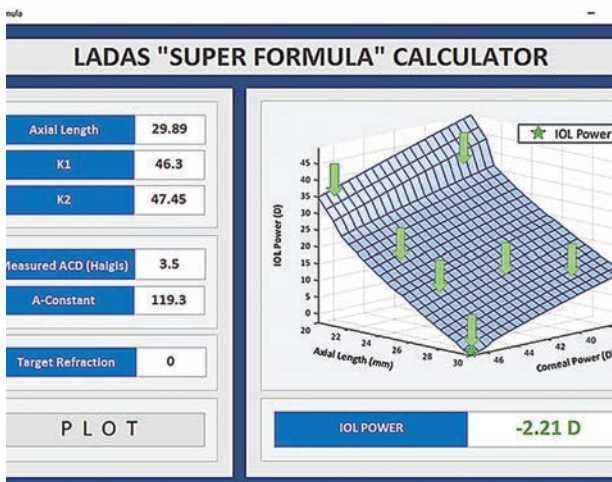 mula
LADAS "SUPER FORMULA" CALCULATOR
Axial Length 29.89
K1 46.3
K2 47.45
Measured ACD (Haigis) 3.5
A-Constant 119.3
Target Refraction 0
PLOT
IOL Power
IOL Power (D)
45
40
35
30
25
20
15
10
5
0
20 22 24 26 28 30
Axial Length (mm)
46 44 42 40
Corneal Power (D
IOL POWER -2.21 D